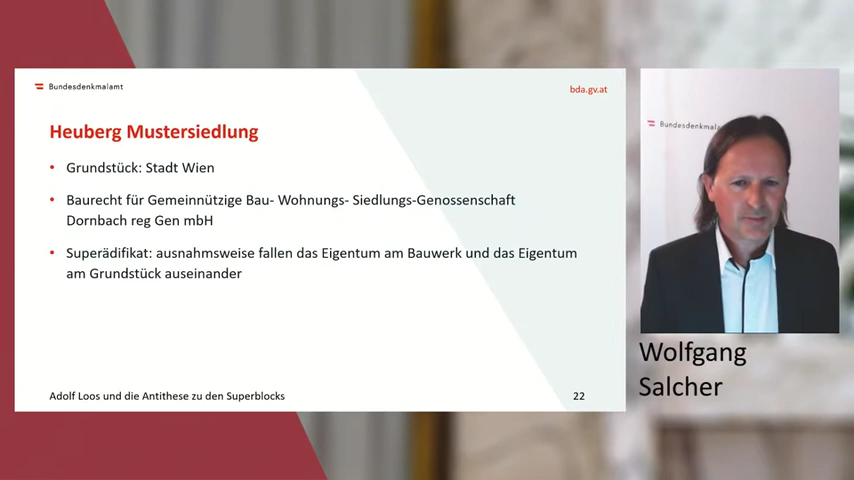 Bundesdenkmalamt
bda.gv.at
Heuberg Mustersiedlung
• Grundstück: Stadt Wien
• Baurecht für Gemeinnützige Bau- Wohnungs- Siedlungs-Genossenschaft
Dornbach reg Gen mbH
• Superädifikat: ausnahmsweise fallen das Eigentum am Bauwerk und das Eigentum
am Grundstück auseinander
Adolf Loos und die Antithese zu den Superblocks
22
Bundesdenkmala
Wolfgang
Salcher